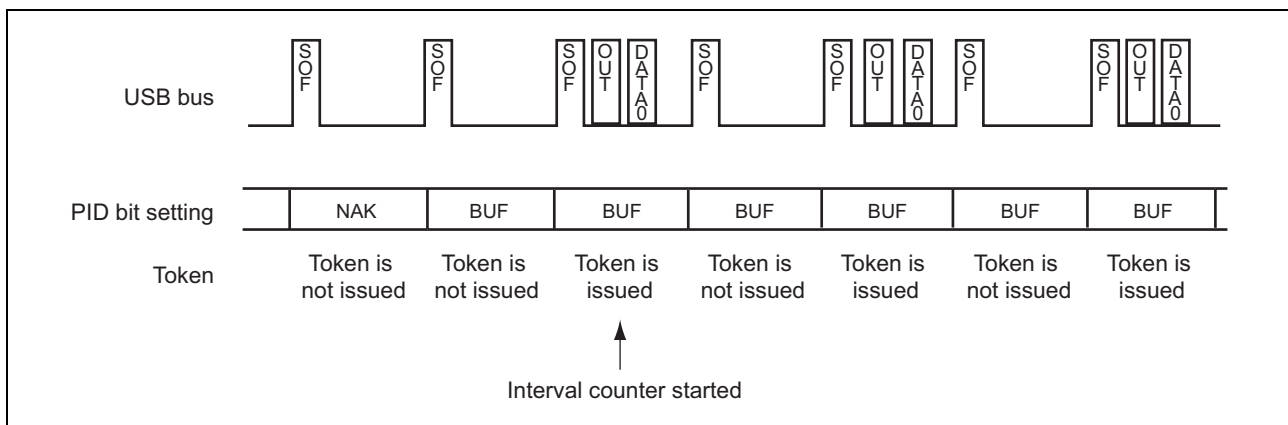 USB bus
SOF
SOF
SOF
OUT
DATA0
SOF
SOF
OUT
DATA0
SOF
SOF
OUT
DATA0
PID bit setting
NAK
BUF
BUF
BUF
BUF
BUF
BUF
Token
Token is
not issued
Token is
not issued
Token is
issued
Token is
not issued
Token is
issued
Token is
not issued
Token is
issued
Interval counter started